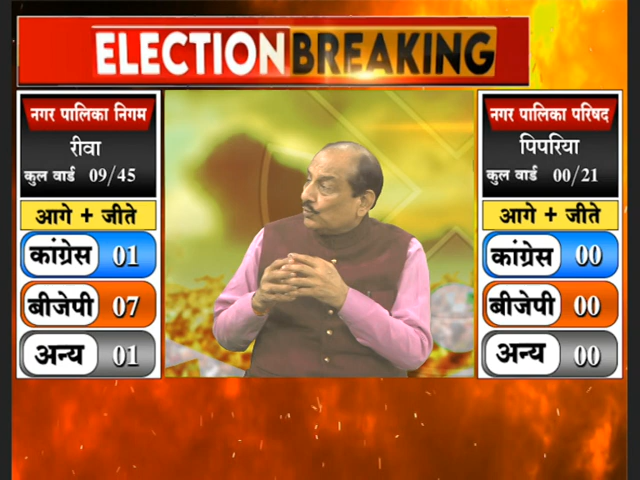 ELECTION BREAKING
नगर पालिका निगम
रीवा
कुल वार्ड 09/45
आगे + जीते
कांग्रेस 01
बीजेपी 07
अन्य 01
नगर पालिका परिषद
पिपरिया
कुल वार्ड 00/21
आगे + जीते
कांग्रेस 00
बीजेपी 00
अन्य 00